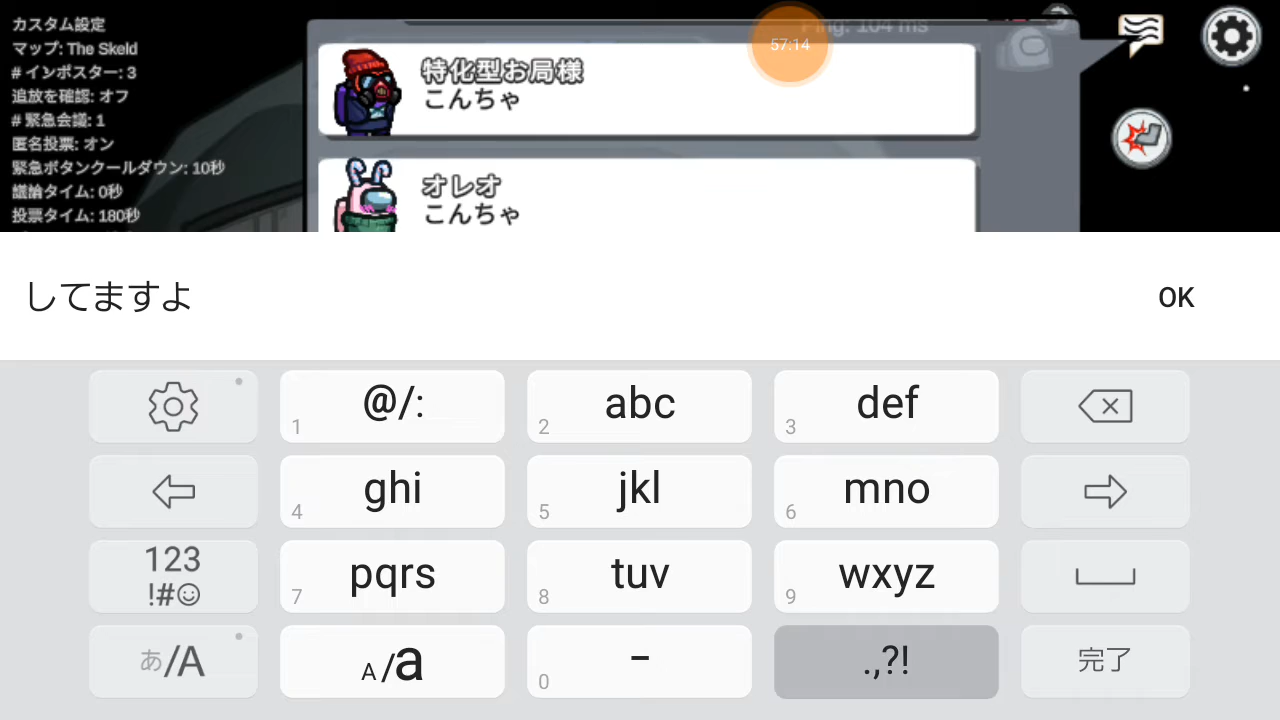 カスタム設定
マップ: The Skeld
# インポスター: 3
追放を確認: オフ
# 緊急会議: 1
匿名投票: オン
緊急ボタンクールダウン: 10秒
議論タイム: 0秒
投票タイム: 180秒
Ping: 104 ms
57:14
特化型お局様
こんちゃ
オレオ
こんちゃ
してますよ
OK
@/:
1
abc
2
def
3
ghi
4
jkl
5
mno
6
123
!#☺
pqrs
7
tuv
8
wxyz
9
あ/A
A/a
-
0
.,?!
完了